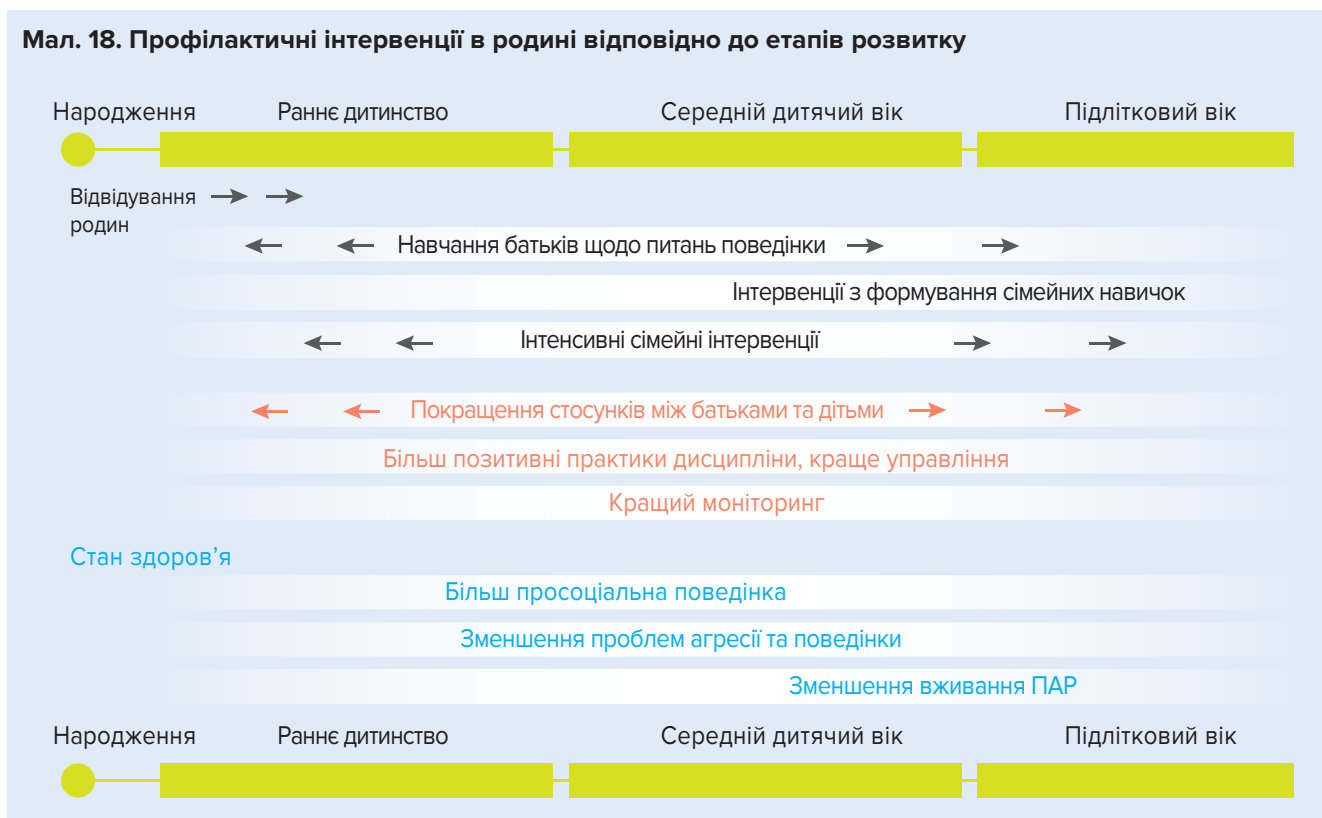 Мал. 18. Профілактичні інтервенції в родині відповідно до етапів розвитку
Народження Раннє дитинство Середній дитячий вік Підлітковий вік
Відвідування
родин
Навчання батьків щодо питань поведінки
Інтервенції з формування сімейних навичок
Інтенсивні сімейні інтервенції
Покращення стосунків між батьками та дітьми
Більш позитивні практики дисципліни, краще управління
Кращий моніторинг
Стан здоров’я
Більш просоціальна поведінка
Зменшення проблем агресії та поведінки
Зменшення вживання ПАР
Народження Раннє дитинство Середній дитячий вік Підлітковий вік